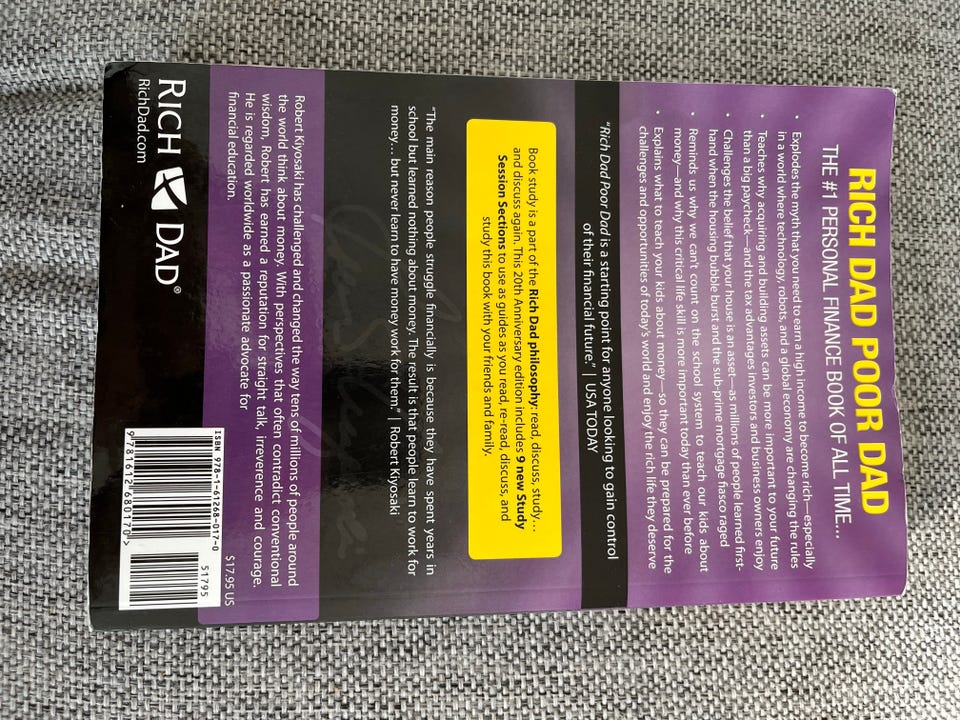 RICH DAD POOR DAD
THE #1 PERSONAL FINANCE BOOK OF ALL TIME...
• Explodes the myth that you need to earn a high income to become rich—especially
in a world where technology, robots, and a global economy are changing the rules
• Teaches why acquiring and building assets can be more important to your future
than a big paycheck—and the tax advantages investors and business owners enjoy
• Challenges the belief that your house is an asset—as millions of people learned first-
hand when the housing bubble burst and the sub-prime mortgage fiasco raged
• Reminds us why we can't count on the school system to teach our kids about
money—and why this critical life skill is more important today than ever before
• Explains what to teach your kids about money—so they can be prepared for the
challenges and opportunities of today's world and enjoy the rich life they deserve
"Rich Dad Poor Dad is a starting point for anyone looking to gain control
of their financial future." | USA TODAY
Book study is a part of the Rich Dad philosophy: read, discuss, study...
and discuss again. This 20th Anniversary edition includes 9 new Study
Session Sections to use as guides as you read, re-read, discuss, and
study this book with your friends and family.
"The main reason people struggle financially is because they have spent years in
school but learned nothing about money. The result is that people learn to work for
money... but never learn to have money work for them." | Robert Kiyosaki
Robert Kiyosaki has challenged and changed the way tens of millions of people around
the world think about money. With perspectives that often contradict conventional
wisdom, Robert has earned a reputation for straight talk, irreverence and courage.
He is regarded worldwide as a passionate advocate for
financial education.
$17.95 US
RICH DAD®
RichDad.com
ISBN 978-1-61268-017-0
51795
9 781612 680170 >